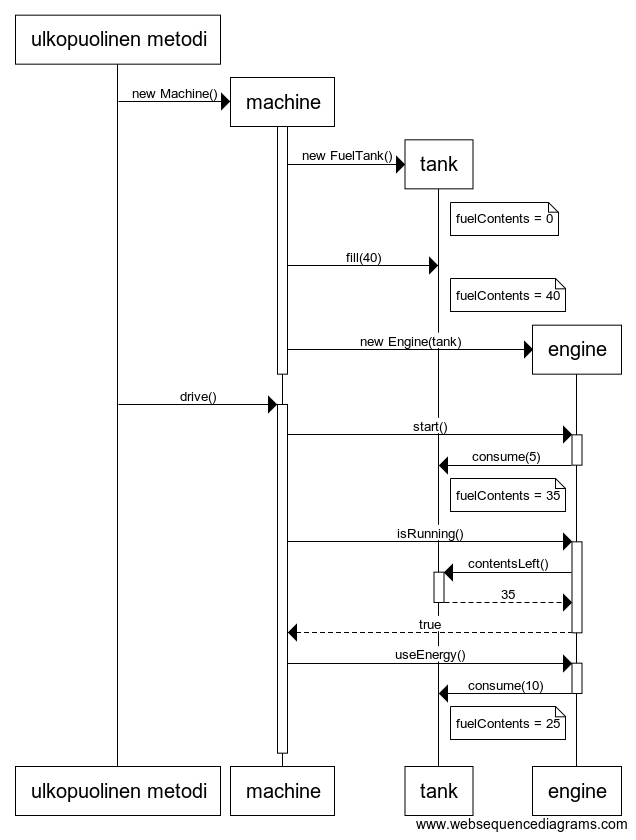 ulkopuolinen metodi
new Machine()
machine
new FuelTank()
tank
fuelContents = 0
fill(40)
fuelContents = 40
new Engine(tank)
engine
drive()
start()
consume(5)
fuelContents = 35
isRunning()
contentsLeft()
35
true
useEnergy()
consume(10)
fuelContents = 25
ulkopuolinen metodi
machine
tank
engine
www.websequencediagrams.com